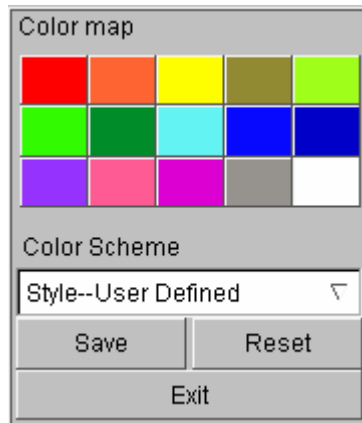 Color map
Color Scheme
Style--User Defined
Save Reset
Exit